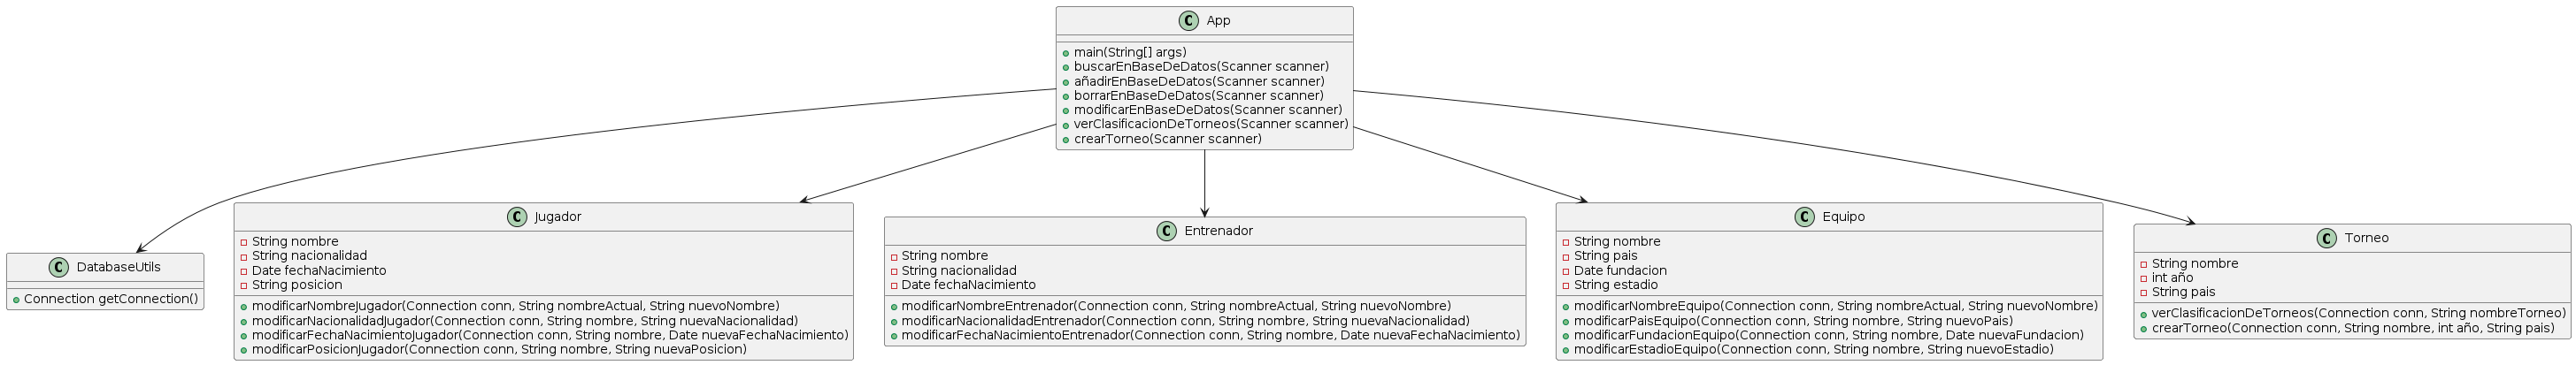 C App
main(String[] args)
buscarEnBaseDeDatos(Scanner scanner)
añadirEnBaseDeDatos(Scanner scanner)
borrarEnBaseDeDatos(Scanner scanner)
modificarEnBaseDeDatos(Scanner scanner)
verClasificacionDeTorneos(Scanner scanner)
crearTorneo(Scanner scanner)
C DatabaseUtils
Connection getConnection()
C Jugador
String nombre
String nacionalidad
Date fechaNacimiento
String posicion
modificarNombreJugador(Connection conn, String nombreActual, String nuevoNombre)
modificarNacionalidadJugador(Connection conn, String nombre, String nuevaNacionalidad)
modificarFechaNacimientoJugador(Connection conn, String nombre, Date nuevaFechaNacimiento)
modificarPosicionJugador(Connection conn, String nombre, String nuevaPosicion)
C Entrenador
String nombre
String nacionalidad
Date fechaNacimiento
modificarNombreEntrenador(Connection conn, String nombreActual, String nuevoNombre)
modificarNacionalidadEntrenador(Connection conn, String nombre, String nuevaNacionalidad)
modificarFechaNacimientoEntrenador(Connection conn, String nombre, Date nuevaFechaNacimiento)
C Equipo
String nombre
String pais
Date fundacion
String estadio
modificarNombreEquipo(Connection conn, String nombreActual, String nuevoNombre)
modificarPaisEquipo(Connection conn, String nombre, String nuevoPais)
modificarFundacionEquipo(Connection conn, String nombre, Date nuevaFundacion)
modificarEstadioEquipo(Connection conn, String nombre, String nuevoEstadio)
C Torneo
String nombre
int año
String pais
verClasificacionDeTorneos(Connection conn, String nombreTorneo)
crearTorneo(Connection conn, String nombre, int año, String pais)